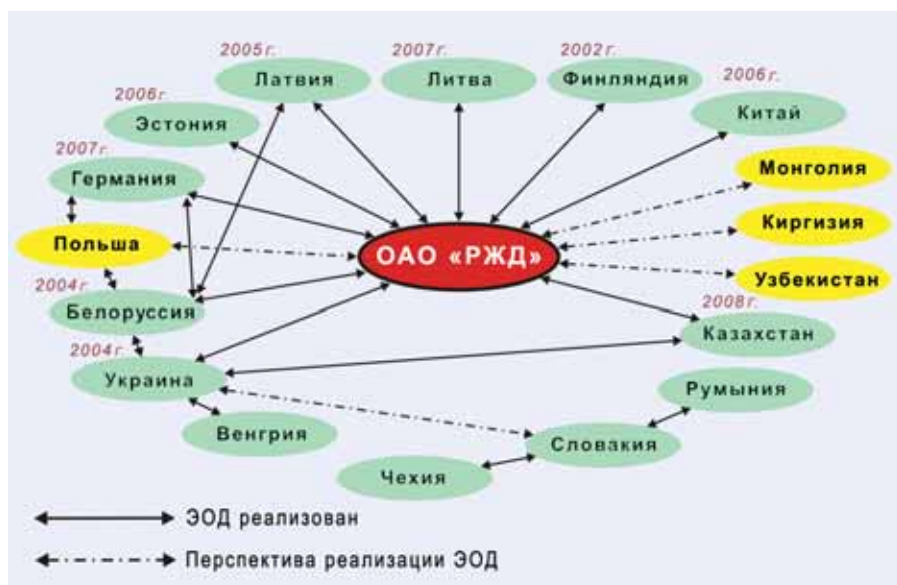 2005г.
Латвия
2007г.
Литва
2002г.
Финляндия
2006г.
Китай
2006г.
Эстония
2007г.
Германия
Монголия
Киргизия
Узбекистан
Польша
ОАО «РЖД»
2004г.
Белоруссия
2008г.
Казахстан
2004г.
Украина
Румыния
Венгрия
Словакия
Чехия
ЭОД реализован
Перспектива реализации ЭОД